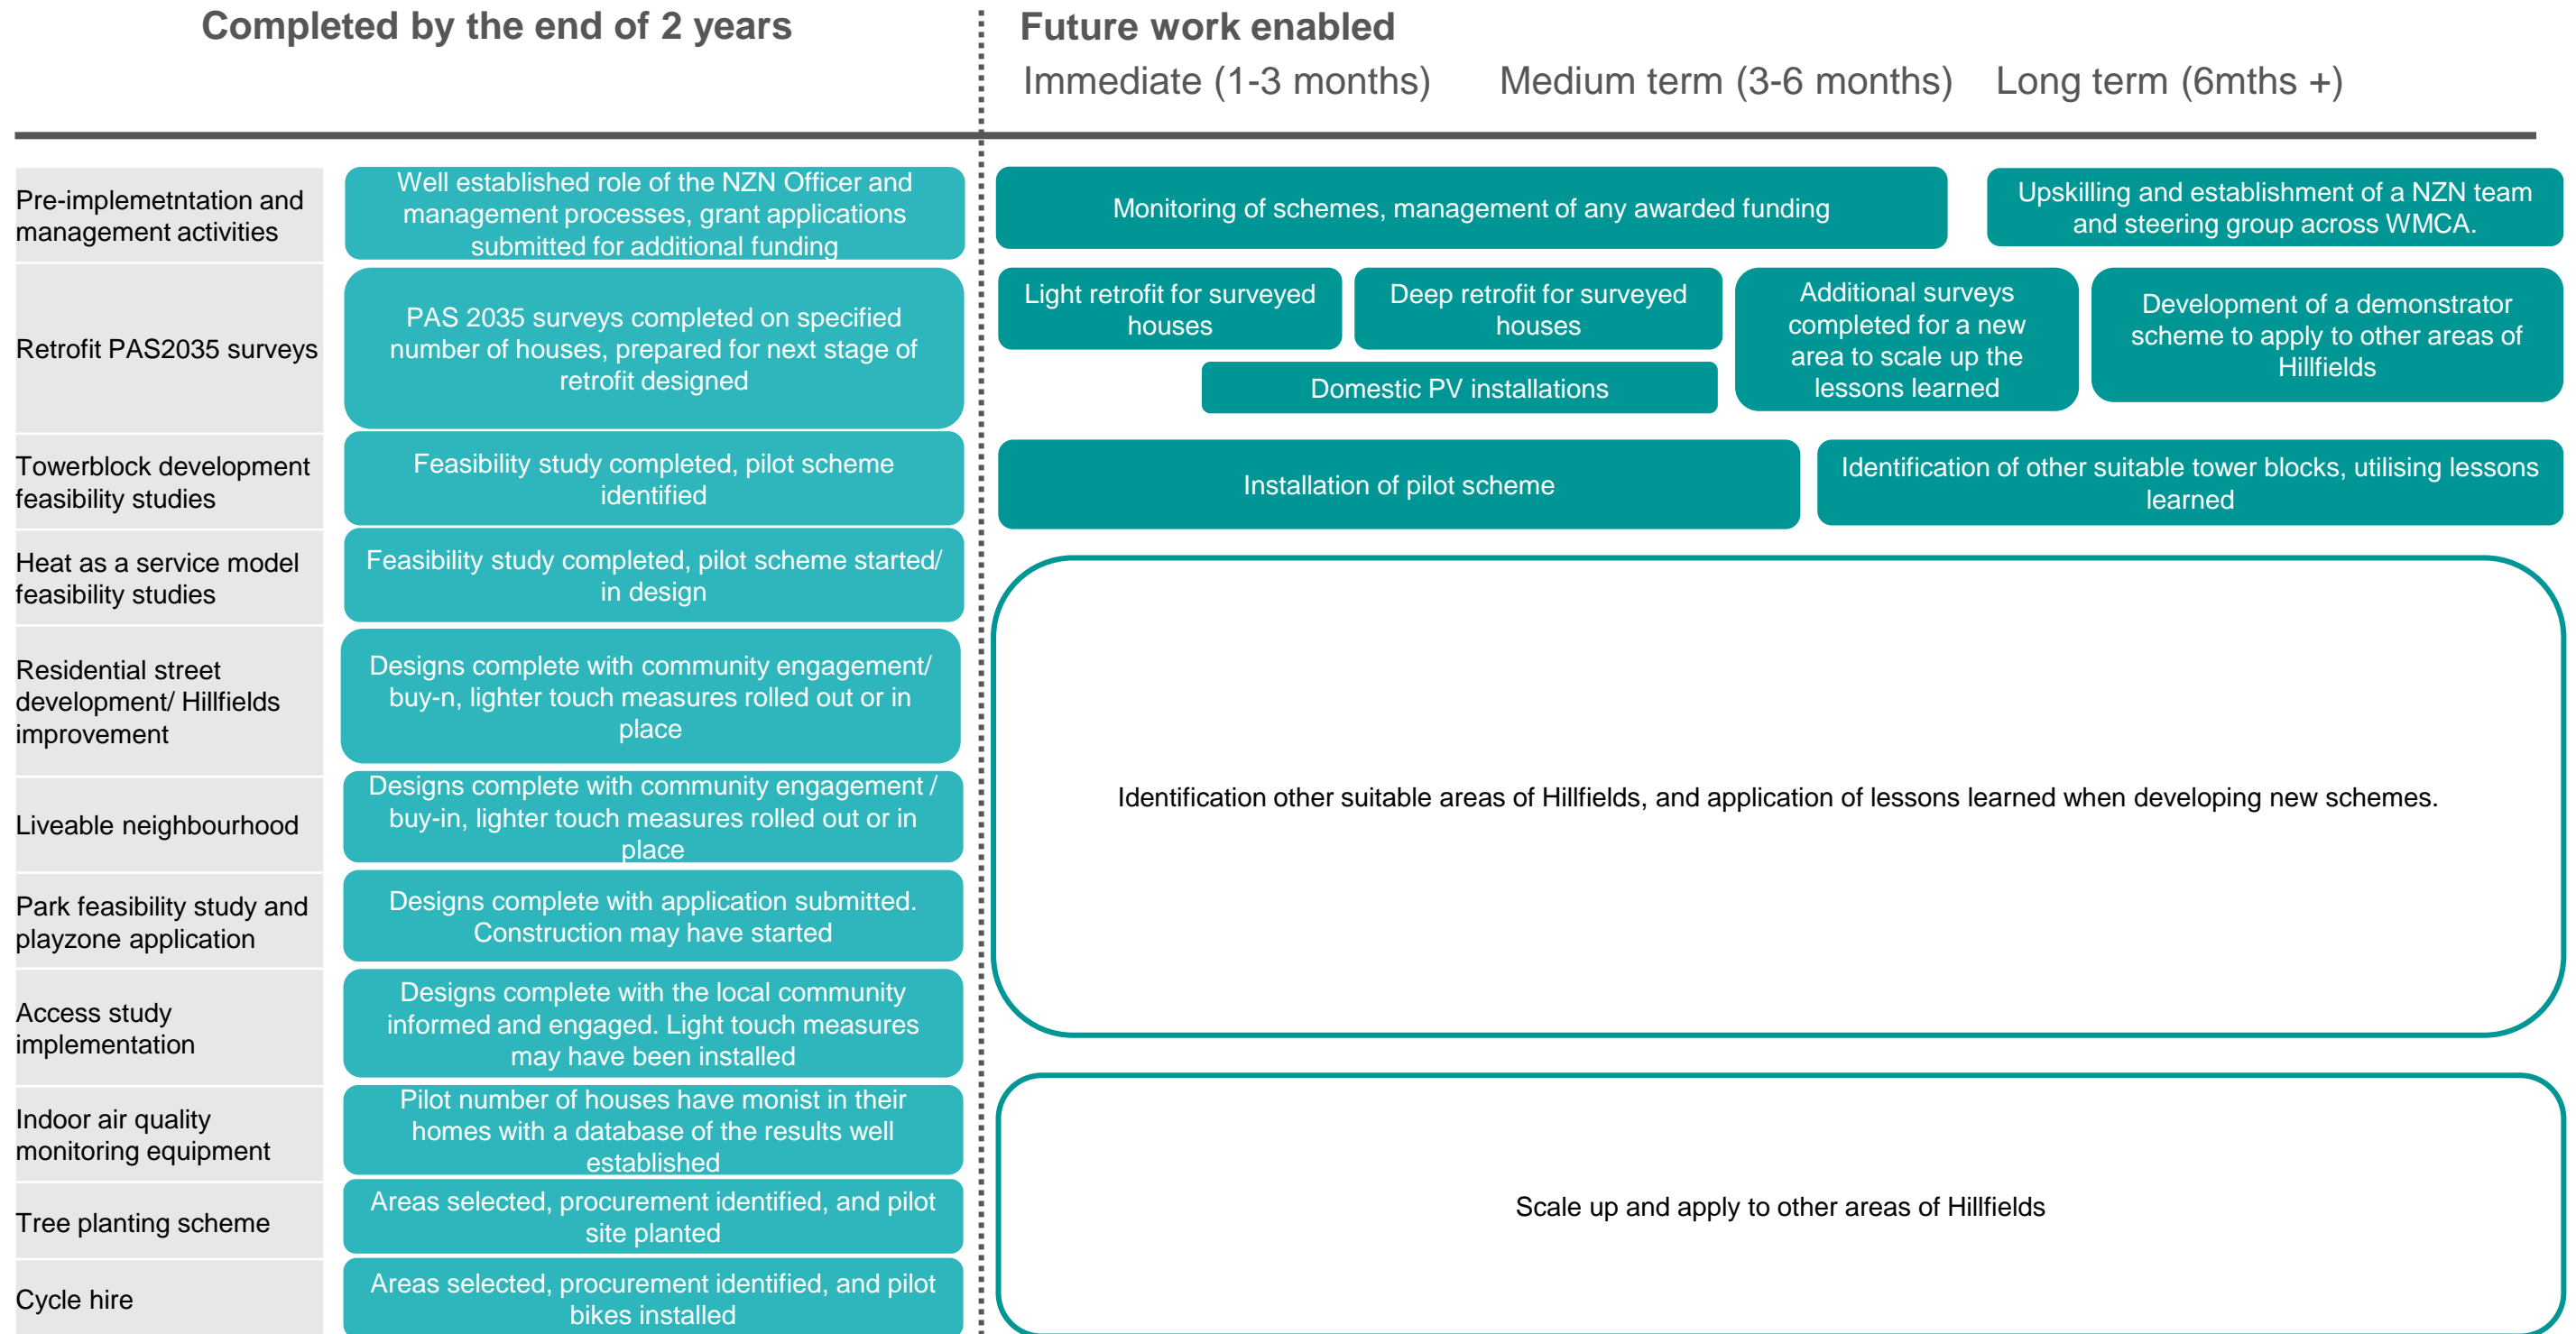 Completed by the end of 2 years
Future work enabled
Immediate (1-3 months)
Medium term (3-6 months)
Long term (6mths +)
Pre-implemetntation and
management activities
Well established role of the NZN Officer and
management processes, grant applications
submitted for additional funding
Monitoring of schemes, management of any awarded funding
Upskilling and establishment of a NZN team
and steering group across WMCA.
Retrofit PAS2035 surveys
PAS 2035 surveys completed on specified
number of houses, prepared for next stage of
retrofit designed
Light retrofit for surveyed
houses
Deep retrofit for surveyed
houses
Domestic PV installations
Additional surveys
completed for a new
area to scale up the
lessons learned
Development of a demonstrator
scheme to apply to other areas of
Hillfields
Towerblock development
feasibility studies
Feasibility study completed, pilot scheme
identified
Installation of pilot scheme
Identification of other suitable tower blocks, utilising lessons
learned
Heat as a service model
feasibility studies
Feasibility study completed, pilot scheme started/
in design
Residential street
development/ Hillfields
improvement
Designs complete with community engagement/
buy-n, lighter touch measures rolled out or in
place
Liveable neighbourhood
Designs complete with community engagement /
buy-in, lighter touch measures rolled out or in
place
Identification other suitable areas of Hillfields, and application of lessons learned when developing new schemes.
Park feasibility study and
playzone application
Designs complete with application submitted.
Construction may have started
Access study
implementation
Designs complete with the local community
informed and engaged. Light touch measures
may have been installed
Indoor air quality
monitoring equipment
Pilot number of houses have monist in their
homes with a database of the results well
established
Tree planting scheme
Areas selected, procurement identified, and pilot
site planted
Scale up and apply to other areas of Hillfields
Cycle hire
Areas selected, procurement identified, and pilot
bikes installed